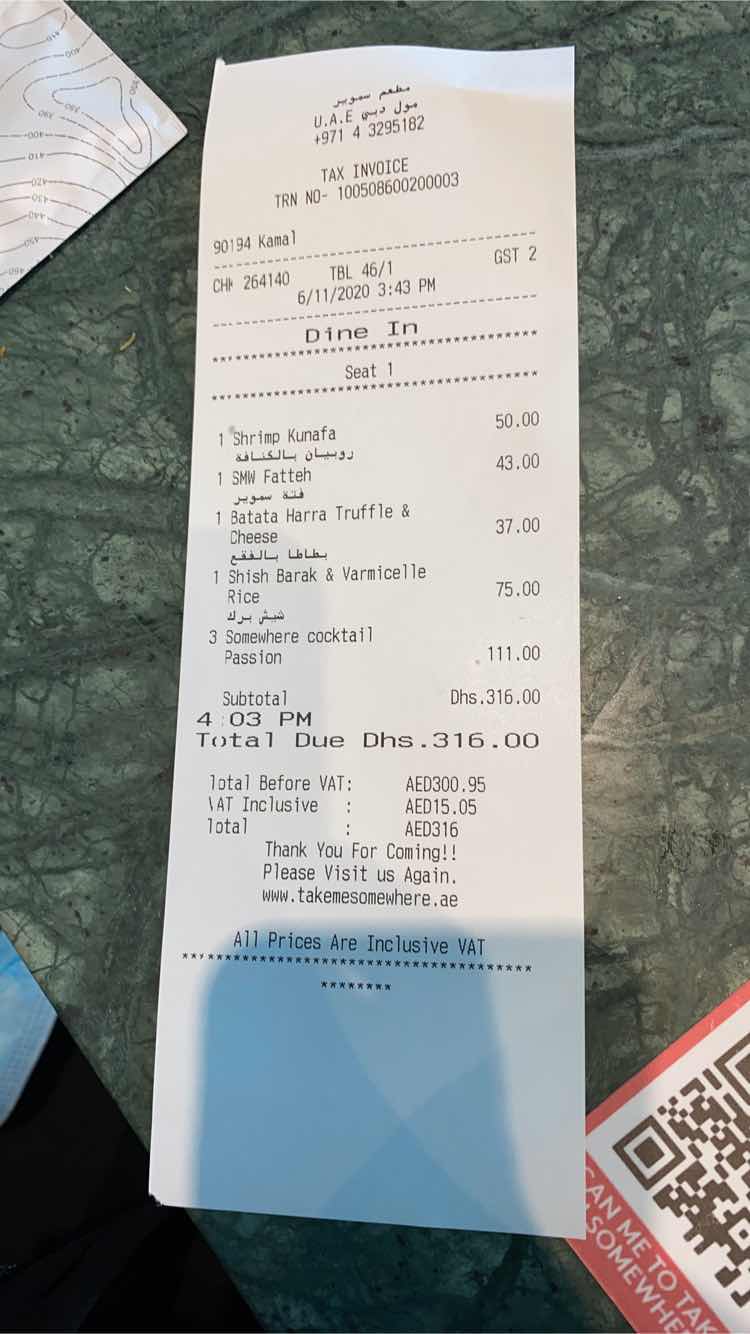 مطعم سموير
مول دبي U.A.E
+971 4 3295182
TAX INVOICE
TRN NO- 100508600200003
90194 Kamal
CHK 264140 TBL 46/1 GST 2
6/11/2020 3:43 PM
Dine In
Seat 1
1 Shrimp Kunafa 50.00
روبيان بالكنافة
1 SMW Fatteh 43.00
فتة سموير
1 Batata Harra Truffle &
Cheese 37.00
بطاطا بالفقع
1 Shish Barak & Varmicelle
Rice 75.00
شيش برك
3 Somewhere cocktail
Passion 111.00
Subtotal Dhs.316.00
4:03 PM
Total Due Dhs.316.00
Total Before VAT: AED300.95
VAT Inclusive : AED15.05
Total : AED316
Thank You For Coming!!
Please Visit us Again.
www.takemesomewhere.ae
All Prices Are Inclusive VAT
*************************************
********
CAN ME TO TAK
SOMEWHE